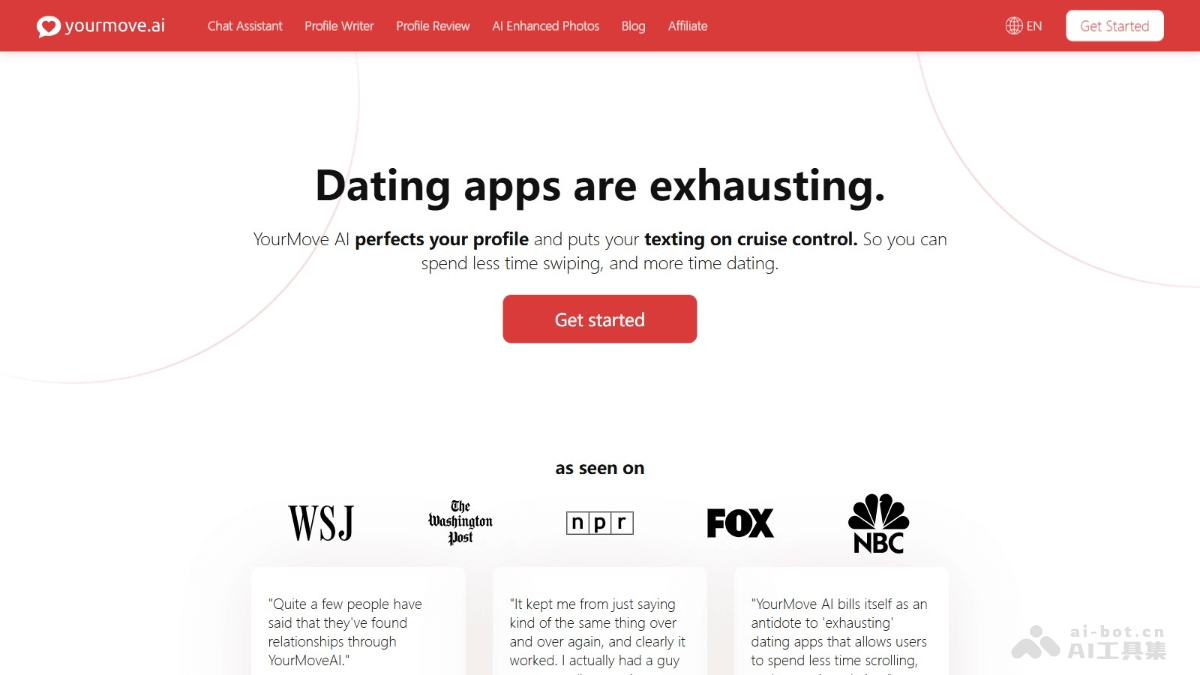 yourmove.ai
Chat Assistant
Profile Writer
Profile Review
AI Enhanced Photos
Blog
Affiliate
EN
Get Started
Dating apps are exhausting.
YourMove AI perfects your profile and puts your texting on cruise control. So you can
spend less time swiping, and more time dating.
Get started
as seen on
WSJ
The
Washington
Post
npr
FOX
NBC
"Quite a few people have
said that they've found
relationships through
YourMoveAI."
"It kept me from just saying
kind of the same thing over
and over again, and clearly it
worked. I actually had a guy
"YourMove AI bills itself as an
antidote to 'exhausting'
dating apps that allows users
to spend less time scrolling,
ai-bot.cn
AI工具集